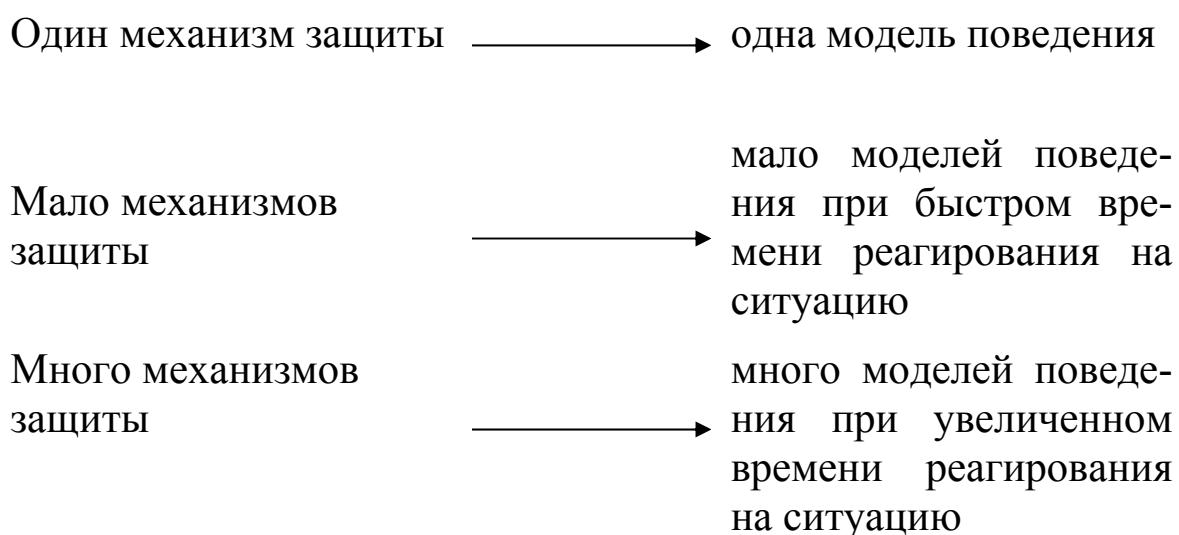 Один механизм защиты
одна модель поведения
Мало механизмов
защиты
мало моделей поведе-
ния при быстром вре-
мени реагирования на
ситуацию
Много механизмов
защиты
много моделей поведе-
ния при увеличенном
времени реагирования
на ситуацию